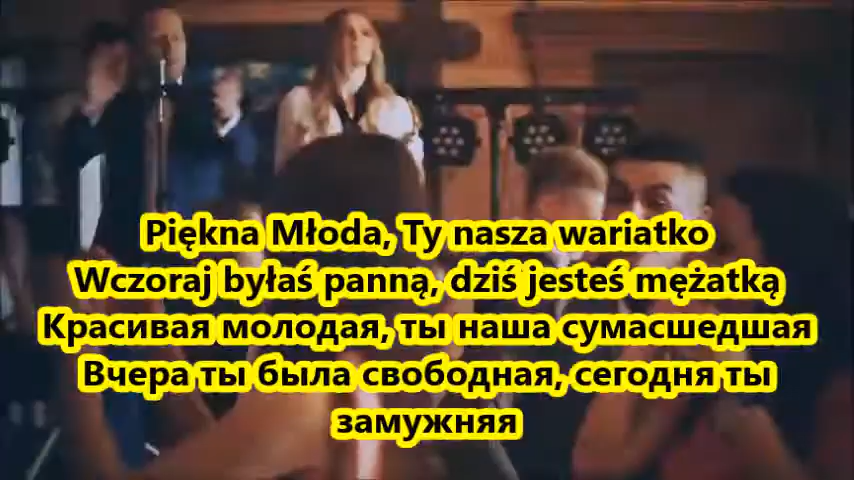 Piękna Młoda, Ty nasza wariatko
Wczoraj byłaś panną, dziś jesteś mężatką
Красивая молодая, ты наша сумасшедшая
Вчера ты была свободная, сегодня ты
замужняя